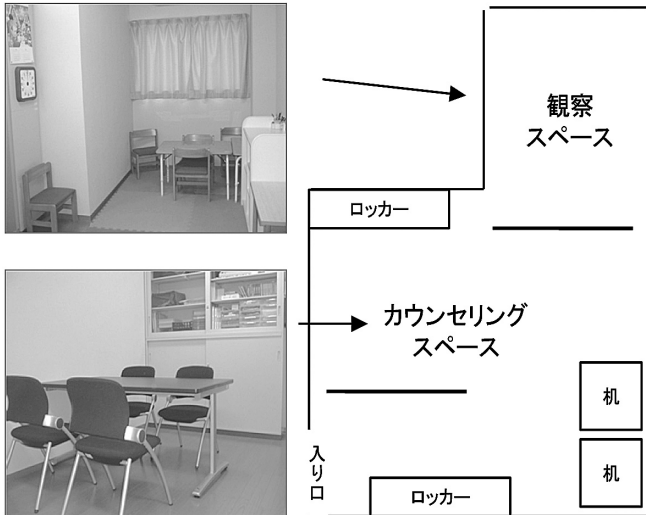 観察
スペース
ロッカー
カウンセリング
スペース
机
机
入り口
ロッカー